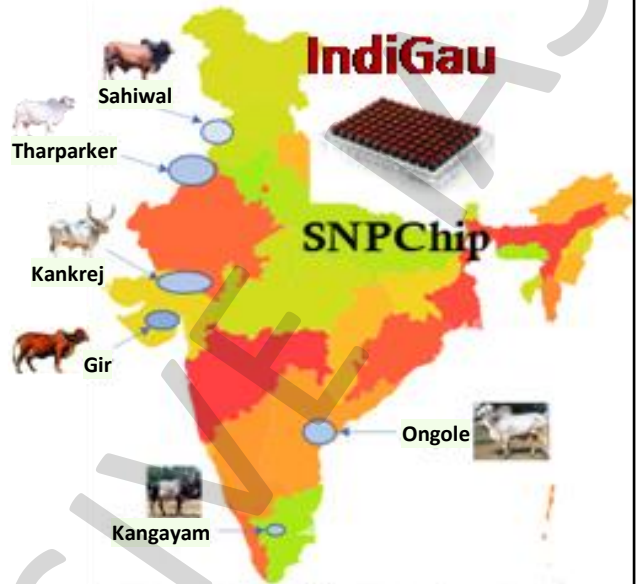 IndiGau
Sahiwal
Tharparker
SNPChip
Kankrej
Gir
Ongole
Kangayam